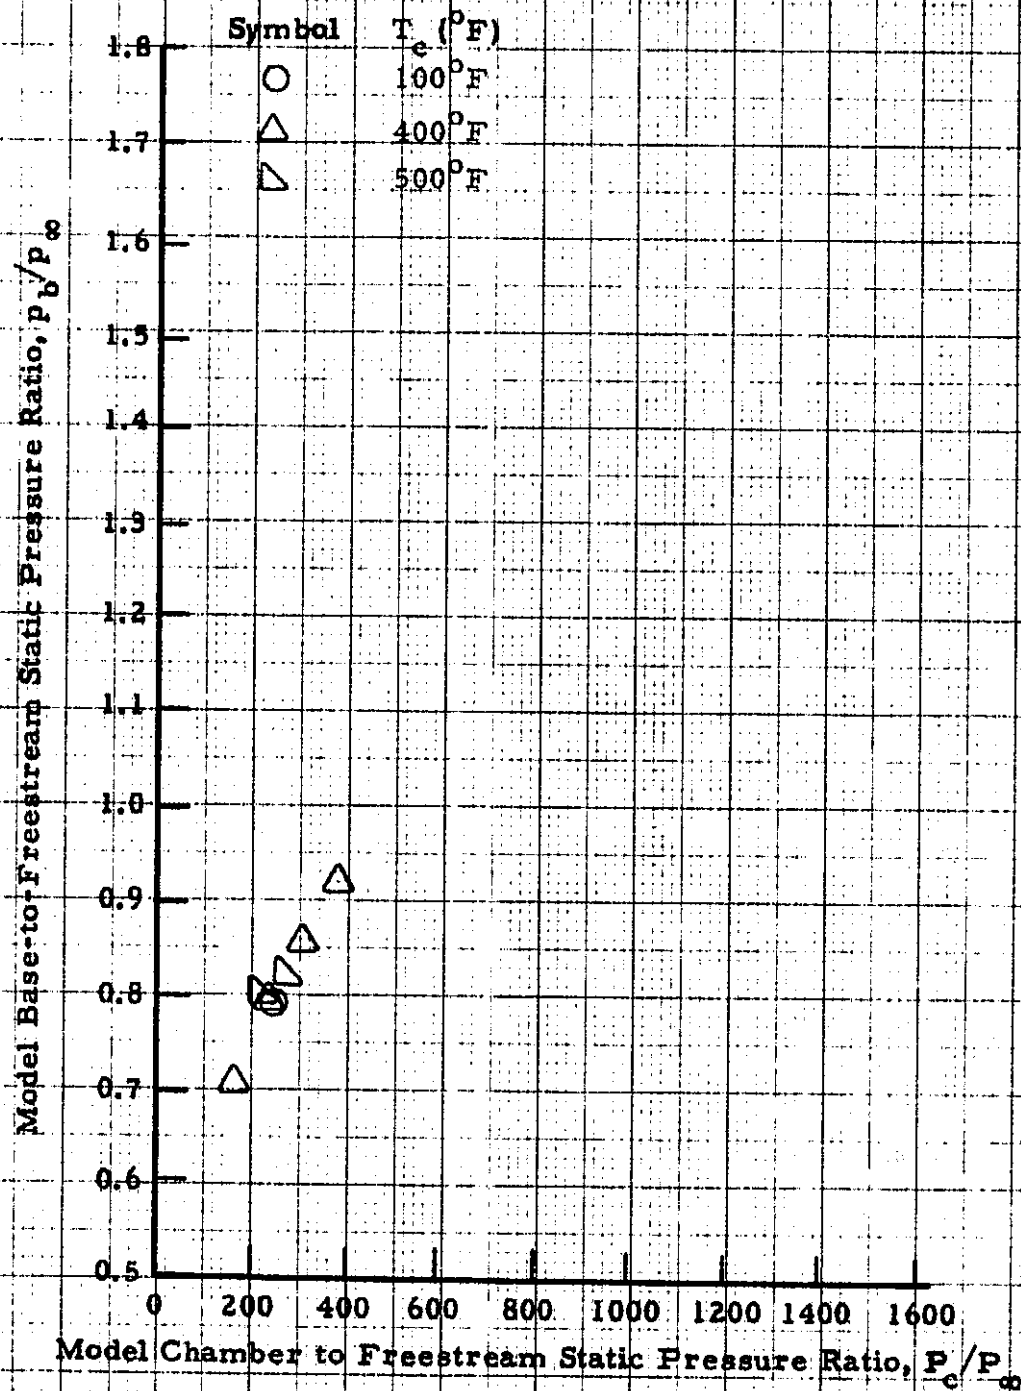 Symbol T_c (°F)
100°F
400°F
500°F
1.8
1.7
1.6
1.5
1.4
1.3
1.2
1.1
1.0
0.9
0.8
0.7
0.6
0.5
Model Base-to-Freestream Static Pressure Ratio, p_b/p_∞
0 200 400 600 800 1000 1200 1400 1600
Model Chamber to Freestream Static Pressure Ratio, P_c/P_∞